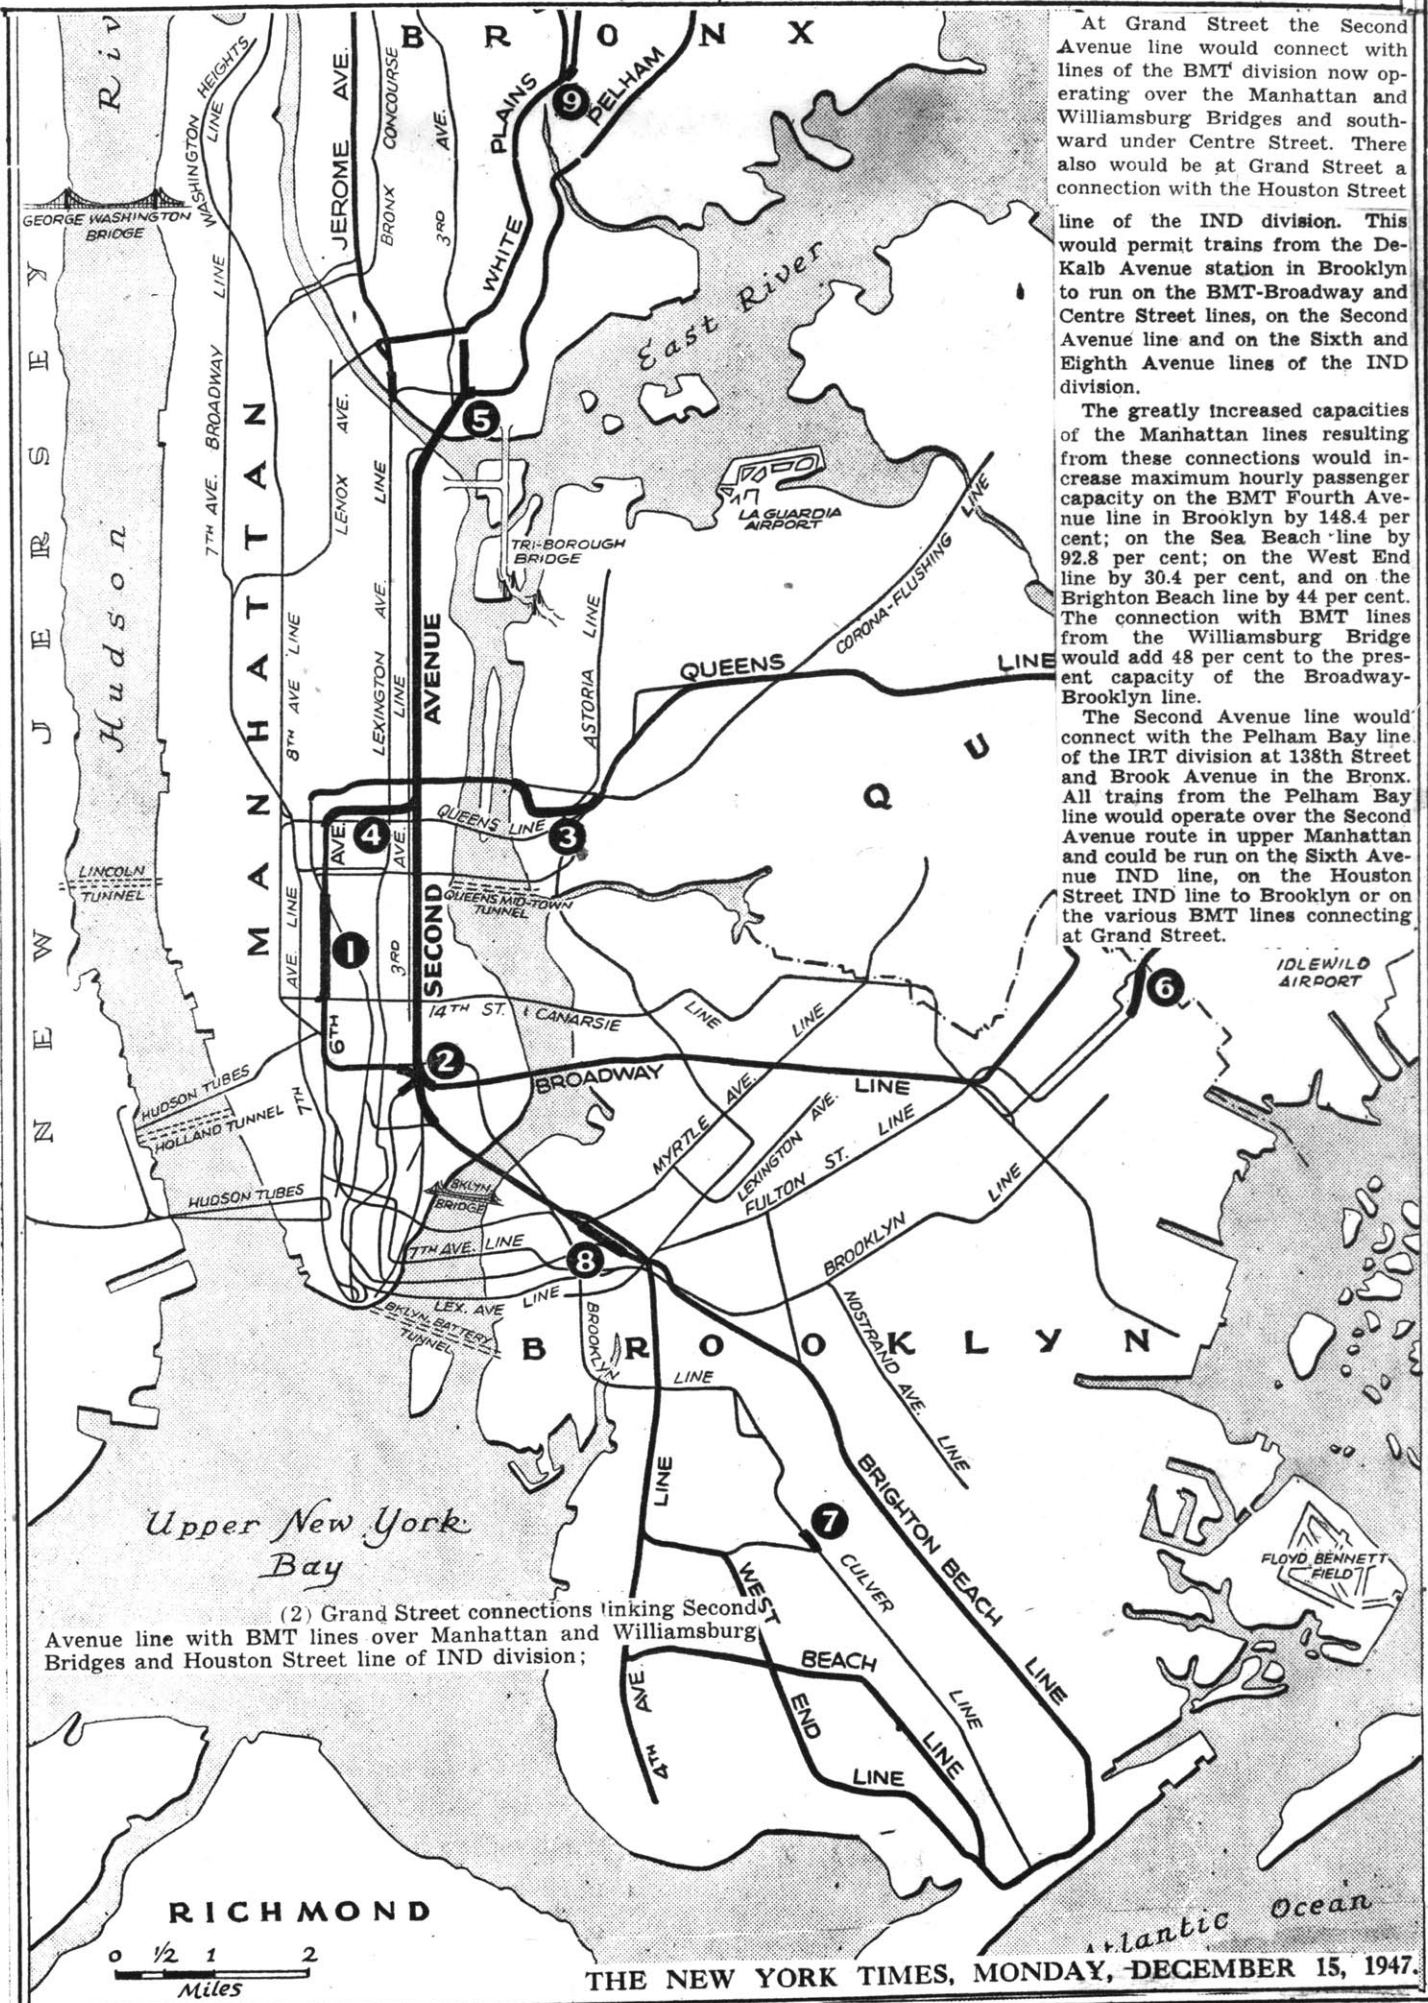 BRONX
Riv
WASHINGTON HEIGHTS
LINE
JEROME AVE.
BRONX CONCOURSE
3RD AVE.
WHITE PLAINS
9
PELHAM
GEORGE WASHINGTON
BRIDGE
At Grand Street the Second
Avenue line would connect with
lines of the BMT division now op-
erating over the Manhattan and
Williamsburg Bridges and south-
ward under Centre Street. There
also would be at Grand Street a
connection with the Houston Street
line of the IND division. This
would permit trains from the De-
Kalb Avenue station in Brooklyn
to run on the BMT-Broadway and
Centre Street lines, on the Second
Avenue line and on the Sixth and
Eighth Avenue lines of the IND
division.
The greatly increased capacities
of the Manhattan lines resulting
from these connections would in-
crease maximum hourly passenger
capacity on the BMT Fourth Ave-
nue line in Brooklyn by 148.4 per
cent; on the Sea Beach line by
92.8 per cent; on the West End
line by 30.4 per cent, and on the
Brighton Beach line by 44 per cent.
The connection with BMT lines
from the Williamsburg Bridge
would add 48 per cent to the pres-
ent capacity of the Broadway-
Brooklyn line.
The Second Avenue line would
connect with the Pelham Bay line
of the IRT division at 138th Street
and Brook Avenue in the Bronx.
All trains from the Pelham Bay
line would operate over the Second
Avenue route in upper Manhattan
and could be run on the Sixth Ave-
nue IND line, on the Houston
Street IND line to Brooklyn or on
the various BMT lines connecting
at Grand Street.
NEW JERSEY
Hudson
7TH AVE. BROADWAY LINE
MANHATTAN
LENOX AVE.
8TH AVE LINE
LEXINGTON AVE. LINE
5
East River
LA GUARDIA
AIRPORT
TRI-BOROUGH
BRIDGE
ASTORIA LINE
CORONA-FLUSHING LINE
QUEENS LINE
SECOND AVENUE
LINE
3RD AVE.
QU
4
QUEENS LINE
3
LINCOLN
TUNNEL
QUEENS MID-TOWN
TUNNEL
1
AVE LINE
7TH
6TH
AVE.
14TH ST. & CANARSIE
LINE
2
BROADWAY LINE
6
IDLEWILD
AIRPORT
HUDSON TUBES
HOLLAND TUNNEL
HUDSON TUBES
MYRTLE AVE. LINE
LEXINGTON AVE.
FULTON ST. LINE
BKLYN
BRIDGE
7TH AVE. LINE
8
BROOKLYN LINE
LEX. AVE LINE
BKLYN. BATTERY
TUNNEL
BROOKLYN
BROOKLYN
LINE
NOSTRAND AVE. LINE
LINE
7
Upper New York
Bay
BRIGHTON BEACH LINE
CULVER LINE
WEST END
LINE
FLOYD BENNETT
FIELD
(2) Grand Street connections linking Second
Avenue line with BMT lines over Manhattan and Williamsburg
Bridges and Houston Street line of IND division;
BEACH LINE
4TH AVE.
RICHMOND
0 1/2 1 2
Miles
Atlantic Ocean
THE NEW YORK TIMES, MONDAY, DECEMBER 15, 1947.